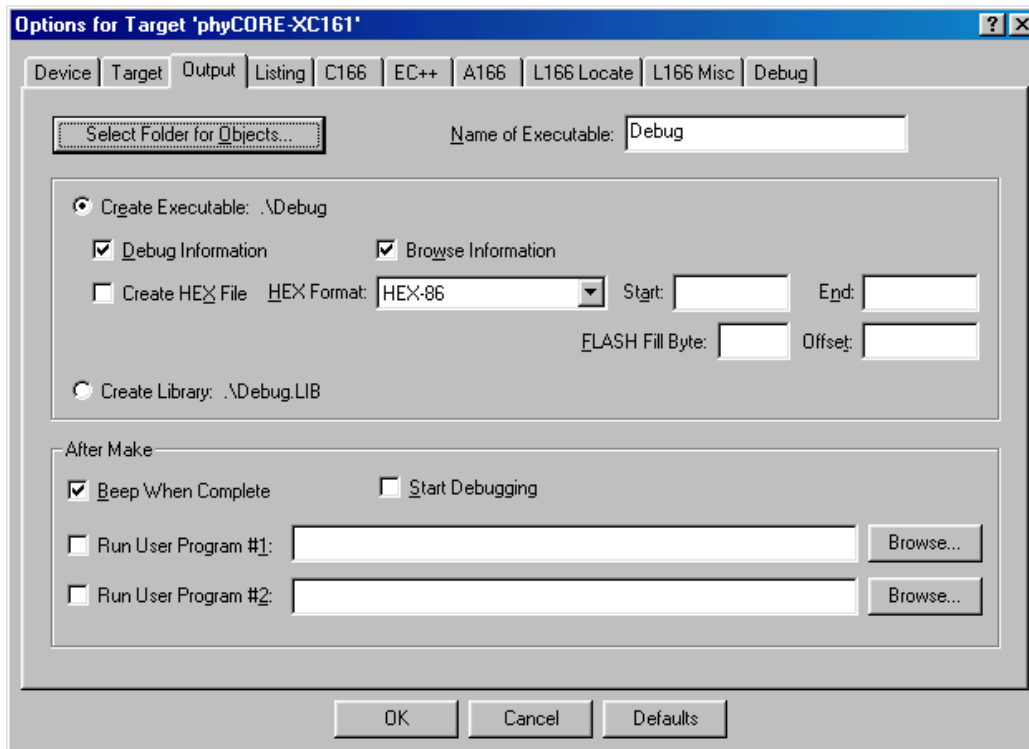 Options for Target 'phyCORE-XC161'
Device Target Output Listing C166 EC++ A166 L166 Locate L166 Misc Debug
Select Folder for Objects... Name of Executable: Debug
Create Executable: .\Debug
Debug Information Browse Information
Create HEX File HEX Format: HEX-86 Start: End:
FLASH Fill Byte: Offset:
Create Library: .\Debug.LIB
After Make
Beep When Complete Start Debugging
Run User Program #1: Browse...
Run User Program #2: Browse...
OK Cancel Defaults